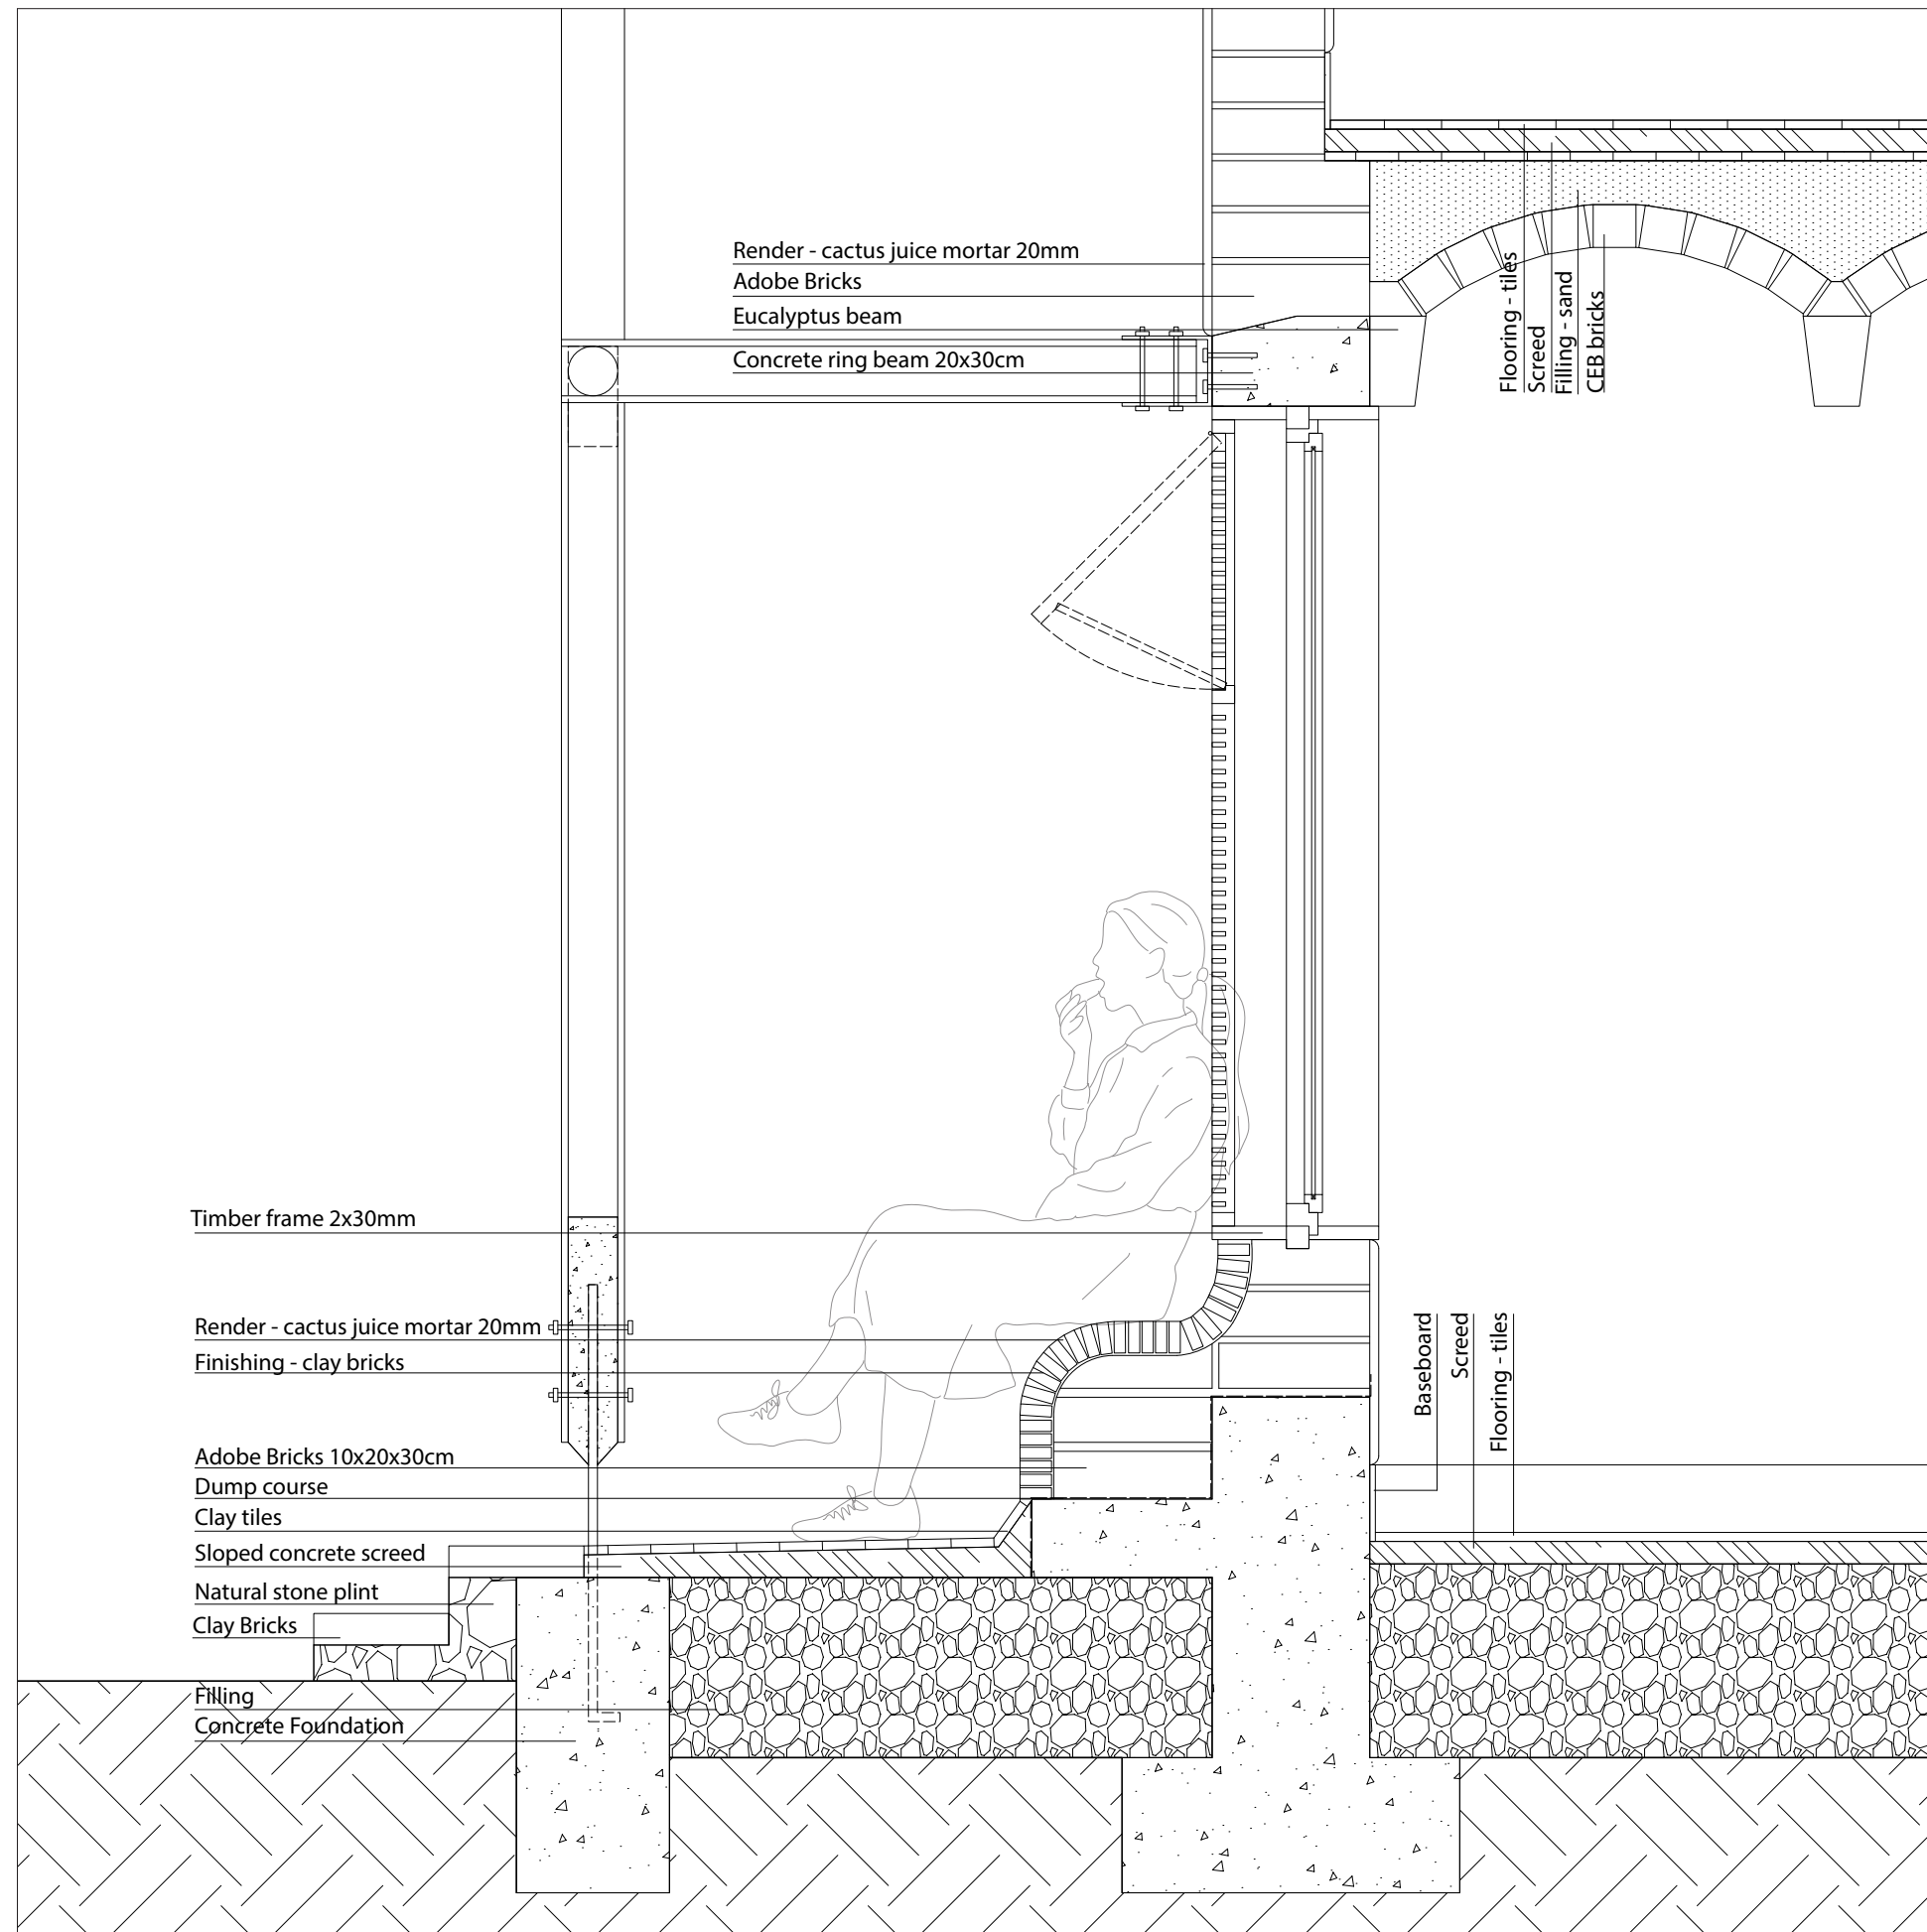 Render - cactus juice mortar 20mm
Adobe Bricks
Eucalyptus beam
Concrete ring beam 20x30cm
Flooring - tiles
Screed
Filling - sand
CEB bricks
Timber frame 2x30mm
Render - cactus juice mortar 20mm
Finishing - clay bricks
Adobe Bricks 10x20x30cm
Dump course
Clay tiles
Sloped concrete screed
Natural stone plint
Clay Bricks
Filling
Concrete Foundation
Baseboard
Screed
Flooring - tiles